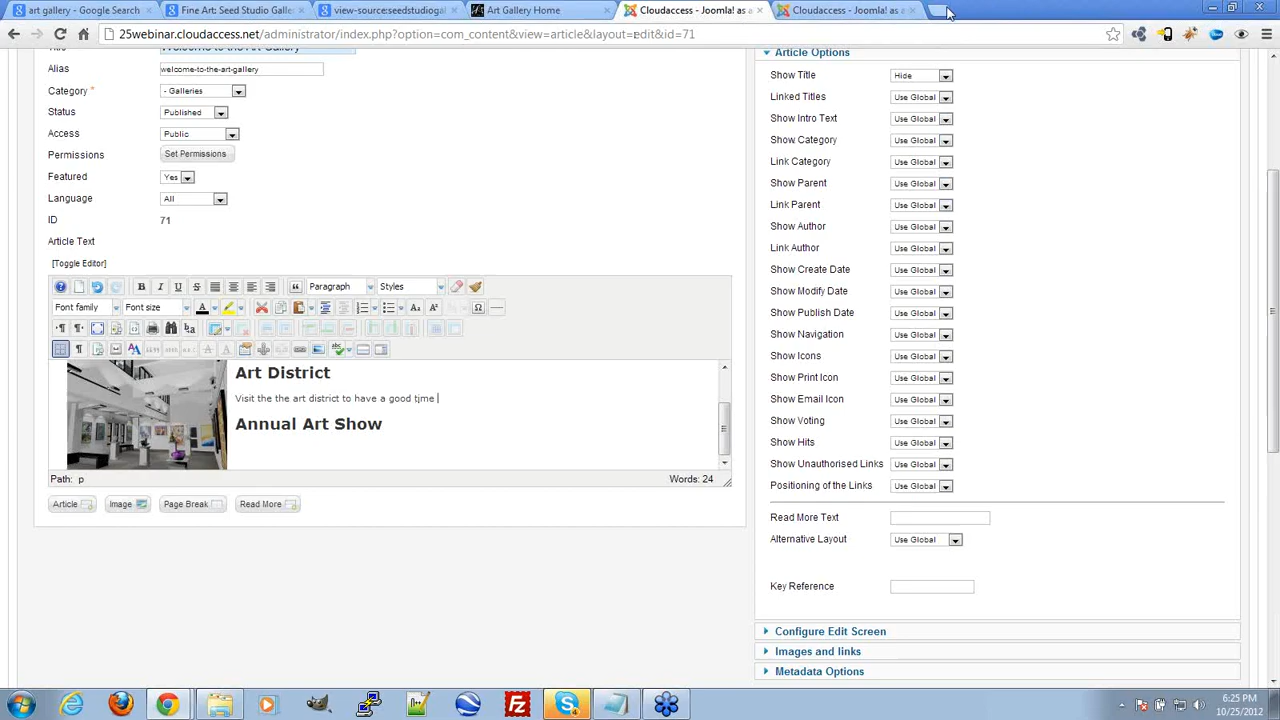 art gallery - Google Search
Fine Art: Seed Studio Galle
view-source:seedstudiogal
Art Gallery Home
Cloudaccess - Joomla! as a
Cloudaccess - Joomla! as a
25webinar.cloudaccess.net/administrator/index.php?option=com_content&view=article&layout=edit&id=71
Title
Welcome to the Art Gallery
Alias
welcome-to-the-art-gallery
Category *
- Galleries
Status
Published
Access
Public
Permissions
Set Permissions
Featured
Yes
Language
All
ID
71
Article Text
[Toggle Editor]
Paragraph
Styles
Font family
Font size
Art District
Visit the the art district to have a good tjme
Annual Art Show
Path: p
Words: 24
Article
Image
Page Break
Read More
Article Options
Show Title
Hide
Linked Titles
Use Global
Show Intro Text
Use Global
Show Category
Use Global
Link Category
Use Global
Show Parent
Use Global
Link Parent
Use Global
Show Author
Use Global
Link Author
Use Global
Show Create Date
Use Global
Show Modify Date
Use Global
Show Publish Date
Use Global
Show Navigation
Use Global
Show Icons
Use Global
Show Print Icon
Use Global
Show Email Icon
Use Global
Show Voting
Use Global
Show Hits
Use Global
Show Unauthorised Links
Use Global
Positioning of the Links
Use Global
Read More Text
Alternative Layout
Use Global
Key Reference
Configure Edit Screen
Images and links
Metadata Options
6:25 PM
10/25/2012